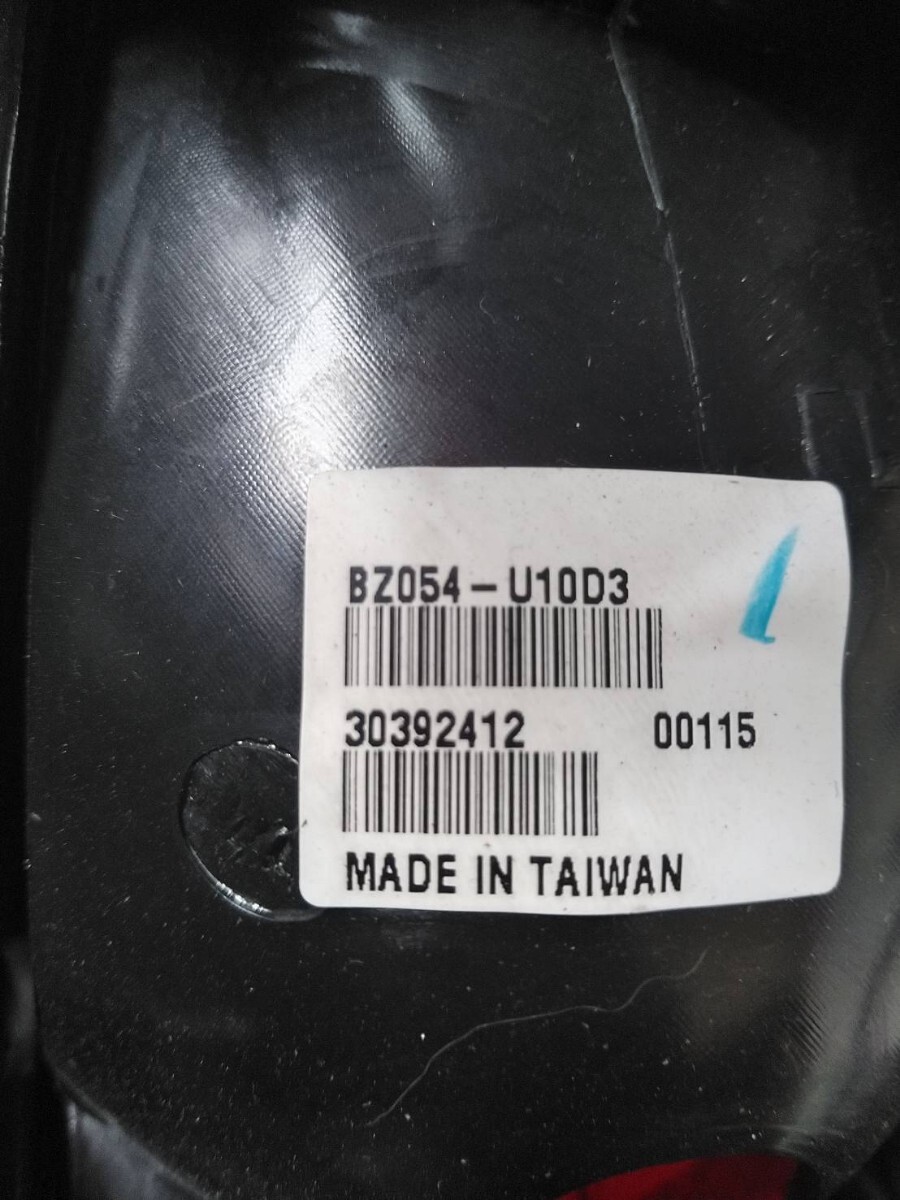 BZ054-U10D3
30392412 00115
MADE IN TAIWAN